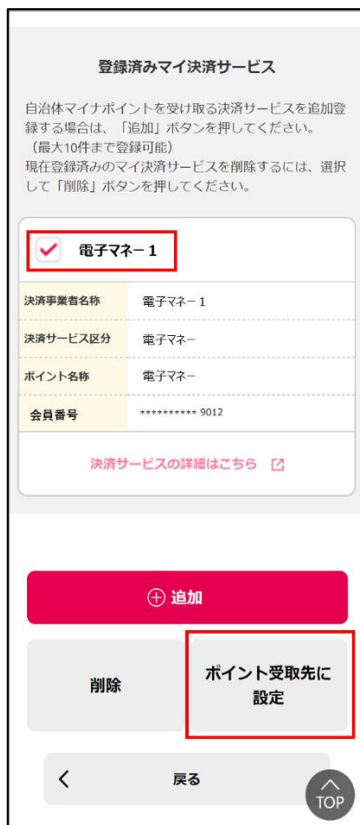 登録済みマイ決済サービス
自治体マイナポイントを受け取る決済サービスを追加登
録する場合は、「追加」ボタンを押してください。
（最大10件まで登録可能）
現在登録済みのマイ決済サービスを削除するには、選択
して「削除」ボタンを押してください。
電子マネー1
決済事業者名称 電子マネー1
決済サービス区分 電子マネー
ポイント名称 電子マネー
会員番号 ********** 9012
決済サービスの詳細はこちら
追加
削除
ポイント受取先に
設定
戻る
TOP